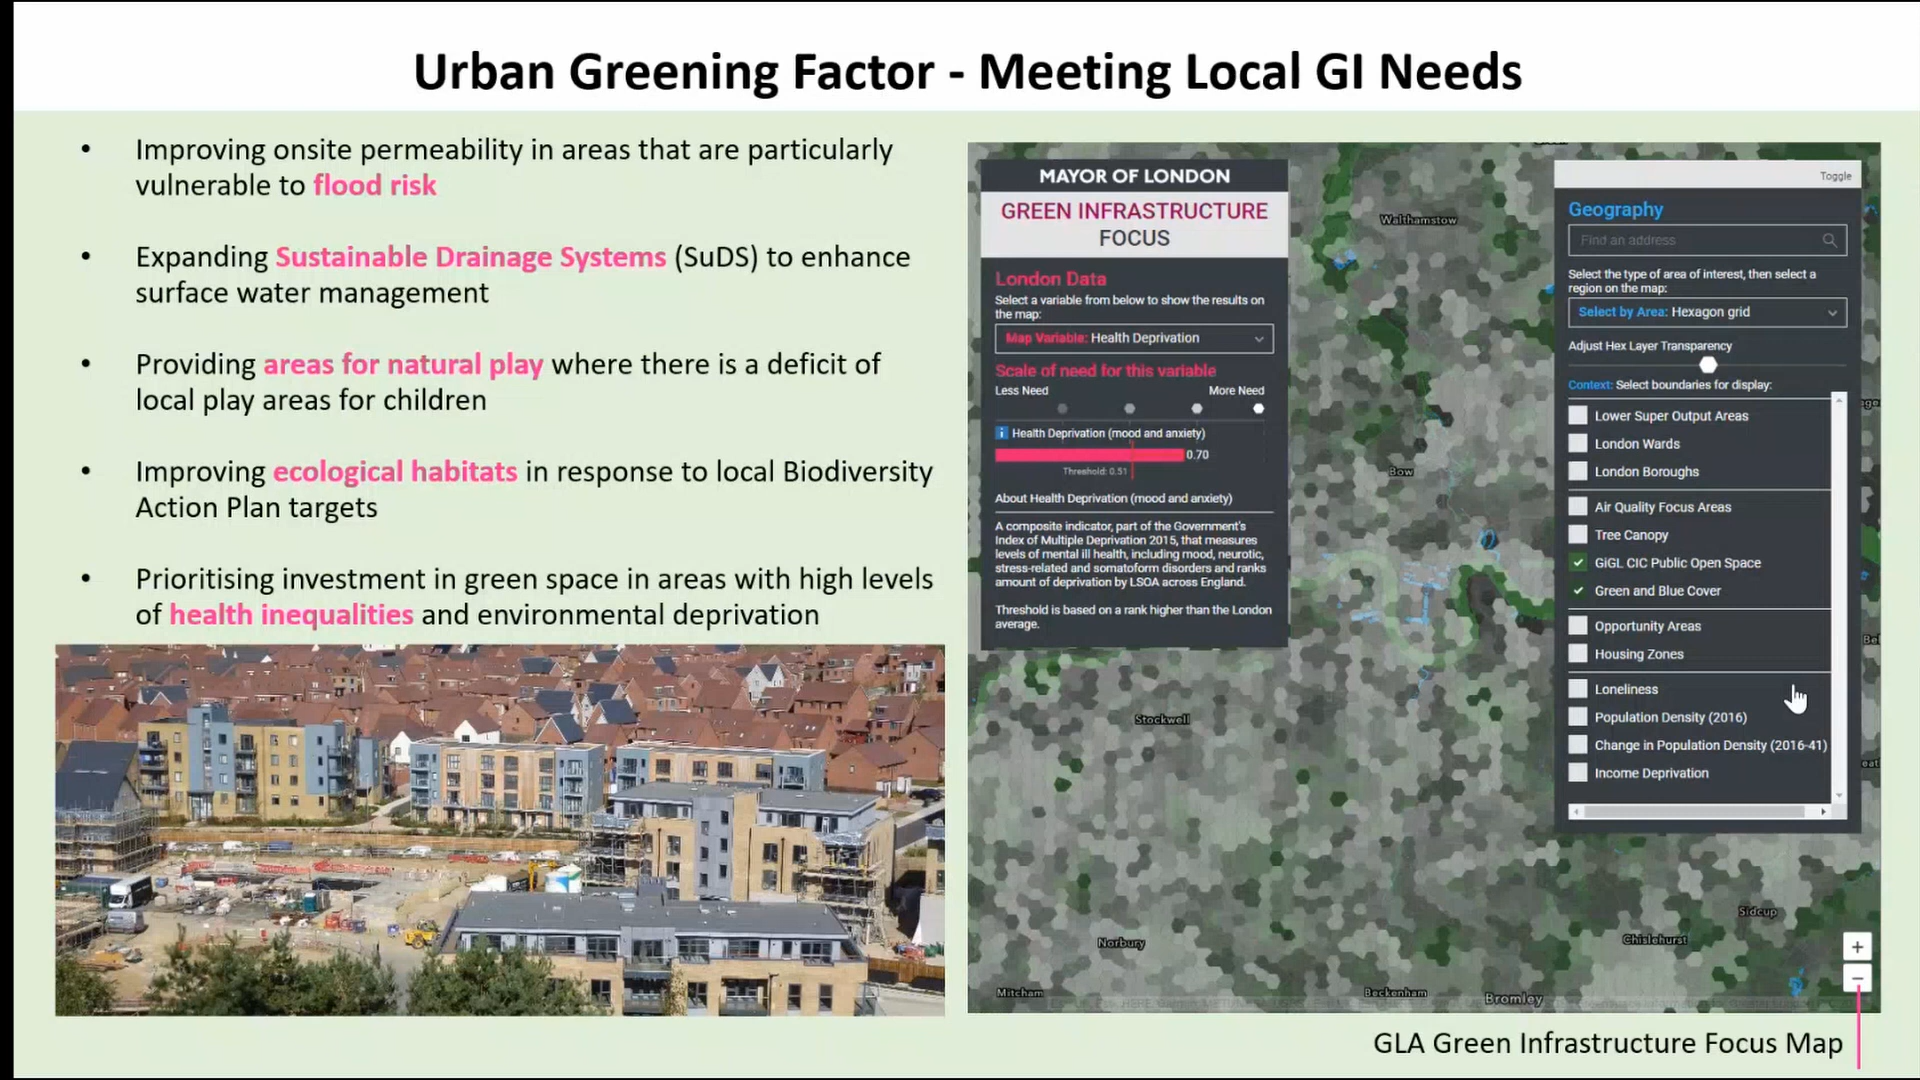 Urban Greening Factor - Meeting Local GI Needs
• Improving onsite permeability in areas that are particularly
vulnerable to flood risk
• Expanding Sustainable Drainage Systems (SuDS) to enhance
surface water management
• Providing areas for natural play where there is a deficit of
local play areas for children
• Improving ecological habitats in response to local Biodiversity
Action Plan targets
• Prioritising investment in green space in areas with high levels
of health inequalities and environmental deprivation
MAYOR OF LONDON
GREEN INFRASTRUCTURE
FOCUS
London Data
Select a variable from below to show the results on
the map:
Map Variable: Health Deprivation
Scale of need for this variable
Less Need More Need
i Health Deprivation (mood and anxiety)
0.70
Threshold: 0.51
About Health Deprivation (mood and anxiety)
A composite indicator, part of the Government's
Index of Multiple Deprivation 2015, that measures
levels of mental ill health, including mood, neurotic,
stress-related and somatoform disorders and ranks
amount of deprivation by LSOA across England.
Threshold is based on a rank higher than the London
average.
Walthamstow
Bow
Stockwell
Norbury
Mitcham
Beckenham
Bromley
Chislehurst
Sidcup
Toggle
Geography
Find an address
Select the type of area of interest, then select a
region on the map:
Select by Area: Hexagon grid
Adjust Hex Layer Transparency
Context: Select boundaries for display:
Lower Super Output Areas
London Wards
London Boroughs
Air Quality Focus Areas
Tree Canopy
GiGL CIC Public Open Space
Green and Blue Cover
Opportunity Areas
Housing Zones
Loneliness
Population Density (2016)
Change in Population Density (2016-41)
Income Deprivation
+
−
GLA Green Infrastructure Focus Map